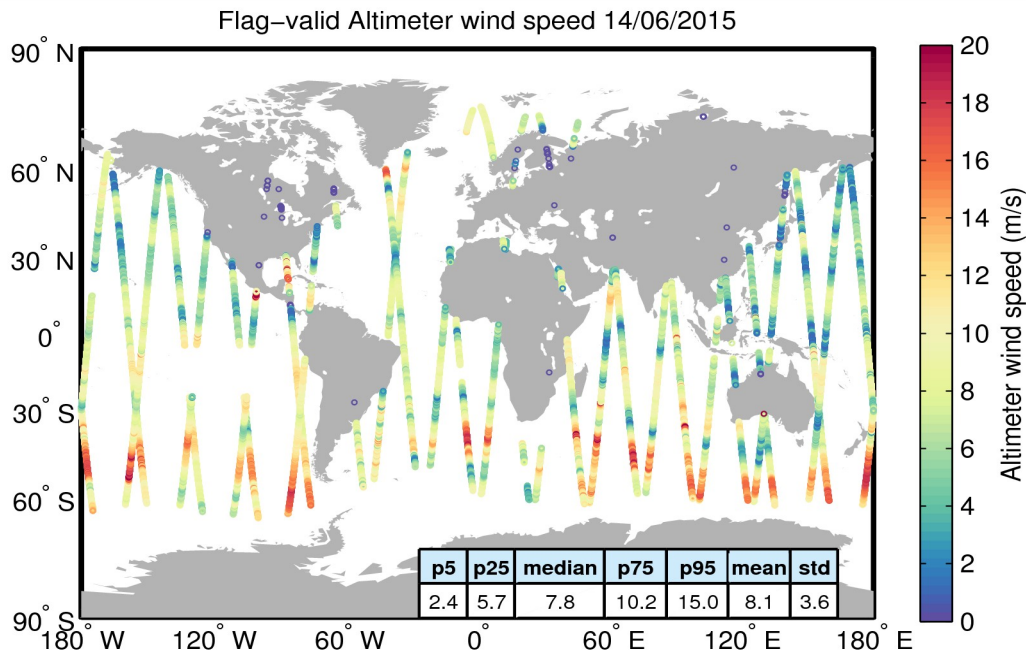 Flag−valid Altimeter wind speed 14/06/2015
90° N
60° N
30° N
0°
30° S
60° S
90° S
180° W
120° W
60° W
0°
60° E
120° E
180° E
p5 p25 median p75 p95 mean std
2.4 5.7 7.8 10.2 15.0 8.1 3.6
20
18
16
14
12
10
8
6
4
2
0
Altimeter wind speed (m/s)